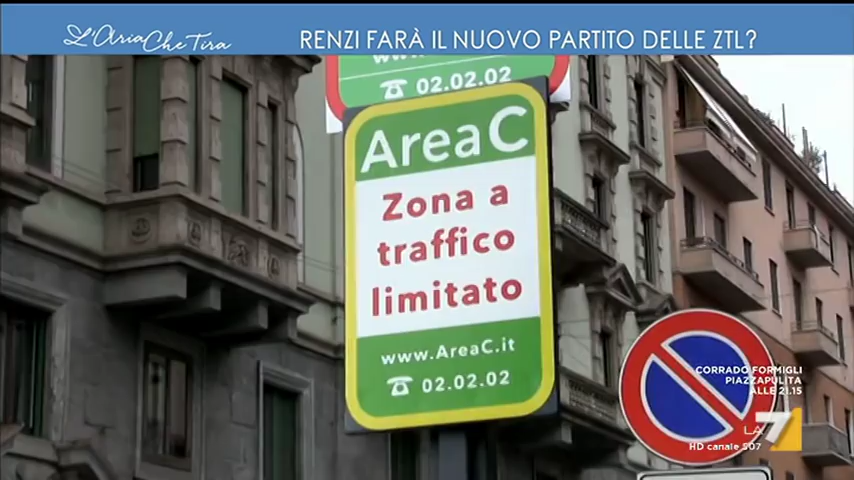 L'Aria Che Tira
RENZI FARÀ IL NUOVO PARTITO DELLE ZTL?
02.02.02
Area C
Zona a
traffico
limitato
www.AreaC.it
02.02.02
CORRADO FORMIGLI
PIAZZAPULITA
ALLE 21.15
LA7
HD canale 507